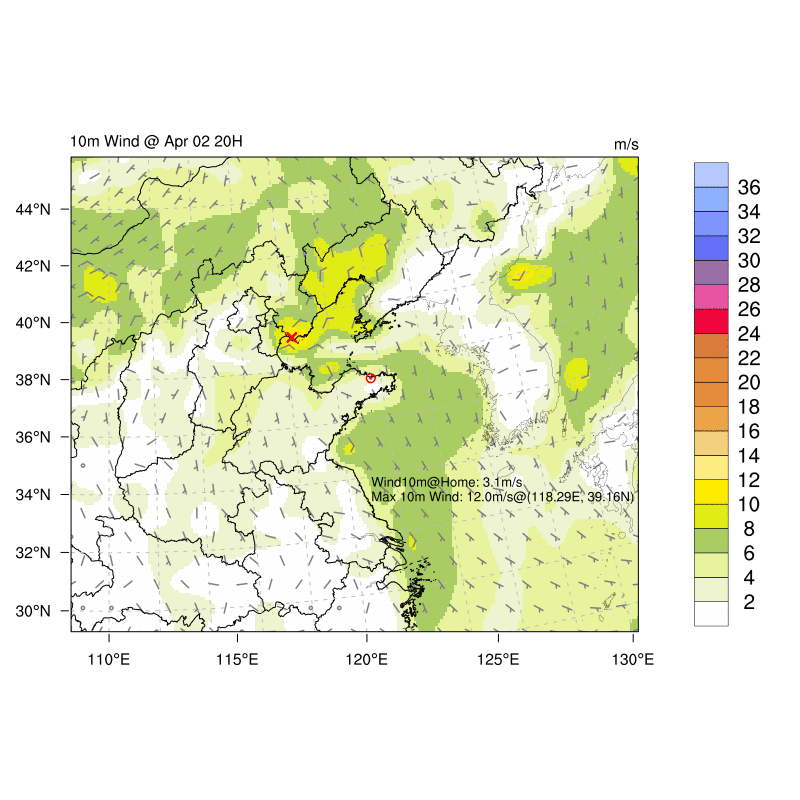 10m Wind @ Apr 02 20H
m/s
44°N
42°N
40°N
38°N
36°N
34°N
32°N
30°N
110°E
115°E
120°E
125°E
130°E
Wind10m@Home: 3.1m/s
Max 10m Wind: 12.0m/s@(118.29E, 39.16N)
36
34
32
30
28
26
24
22
20
18
16
14
12
10
8
6
4
2